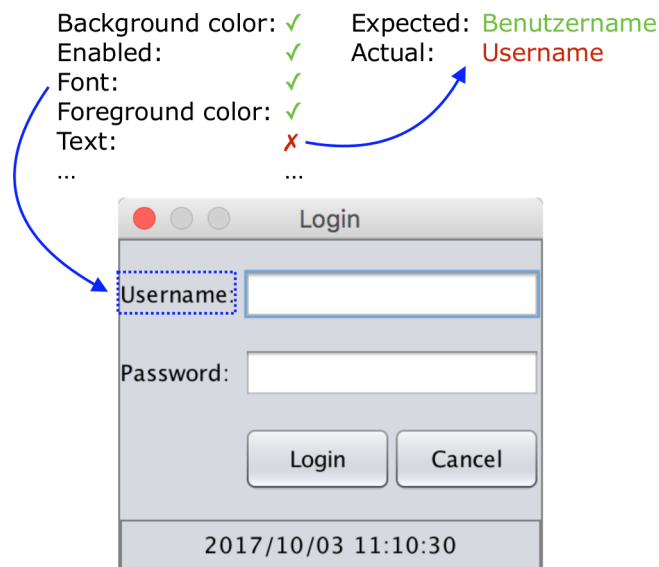 Background color: ✓ Expected: Benutzername
Enabled: ✓ Actual: Username
Font: ✓
Foreground color: ✓
Text: ✗
... ...
Login
Username:
Password:
Login Cancel
2017/10/03 11:10:30